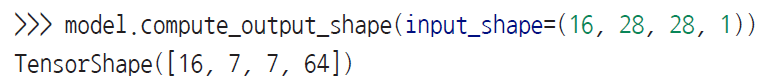 >>> model.compute_output_shape(input_shape=(16, 28, 28, 1))
TensorShape([16, 7, 7, 64])